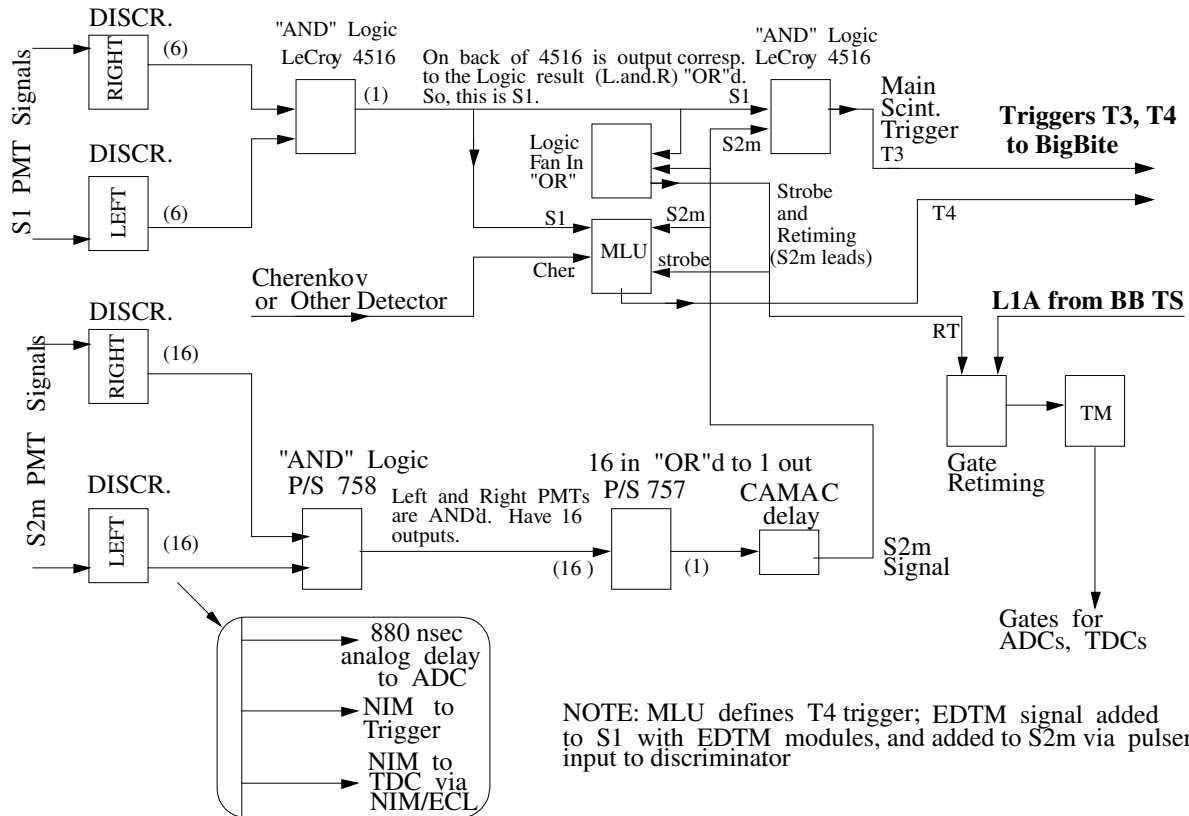 DISCR.
RIGHT
(6)
S1 PMT Signals
DISCR.
LEFT
(6)
"AND" Logic
LeCroy 4516
(1)
On back of 4516 is output corresp.
to the Logic result (L.and.R) "OR"d.
So, this is S1.
"AND" Logic
LeCroy 4516
S1
S2m
Main
Scint.
Trigger
T3
Triggers T3, T4
to BigBite
Logic
Fan In
"OR"
Strobe
and
Retiming
(S2m leads)
T4
S1
S2m
MLU
Cher.
strobe
Cherenkov
or Other Detector
L1A from BB TS
RT
DISCR.
RIGHT
(16)
S2m PMT Signals
DISCR.
LEFT
(16)
"AND" Logic
P/S 758
Left and Right PMTs
are AND'd. Have 16
outputs.
(16 )
16 in "OR"d to 1 out
P/S 757
(1)
CAMAC
delay
S2m
Signal
Gate
Retiming
TM
Gates for
ADCs, TDCs
880 nsec
analog delay
to ADC
NIM to
Trigger
NIM to
TDC via
NIM/ECL
NOTE: MLU defines T4 trigger; EDTM signal added
to S1 with EDTM modules, and added to S2m via pulser
input to discriminator